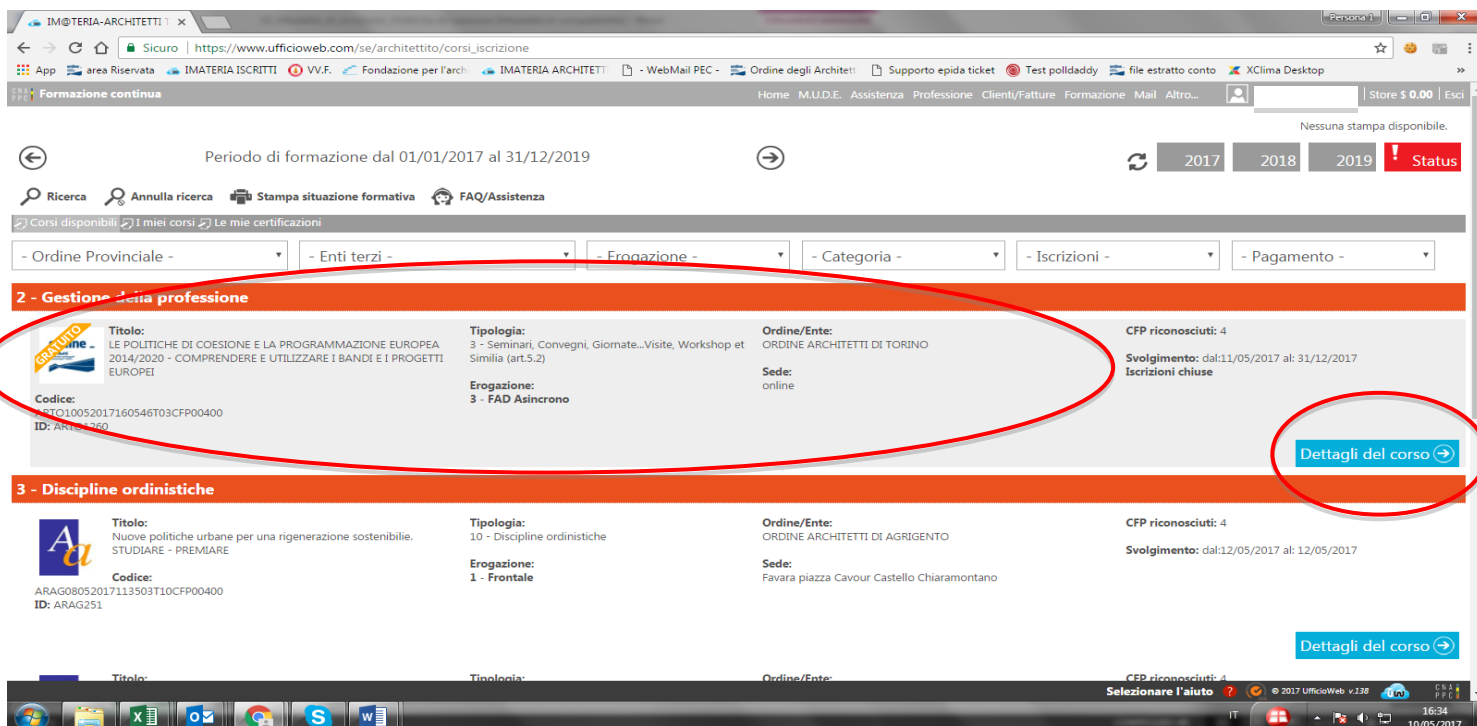 IM@TERIA-ARCHITETTI T
Persona 1
Sicuro | https://www.ufficioweb.com/se/architettito/corsi_iscrizione
App area Riservata IMATERIA ISCRITTI VV.F. Fondazione per l'arch IMATERIA ARCHITETT - WebMail PEC - Ordine degli Architett Supporto epida ticket Test polldaddy file estratto conto XClima Desktop »
CNA PPC Formazione continua Home M.U.D.E. Assistenza Professione Clienti/Fatture Formazione Mail Altro... | Store $ 0.00 | Esci
Nessuna stampa disponibile.
Periodo di formazione dal 01/01/2017 al 31/12/2019 2017 2018 2019 ! Status
Ricerca Annulla ricerca Stampa situazione formativa FAQ/Assistenza
Corsi disponibili I miei corsi Le mie certificazioni
- Ordine Provinciale - - Enti terzi - - Erogazione - - Categoria - - Iscrizioni - - Pagamento -
2 - Gestione della professione
GRATUITO
Titolo:
LE POLITICHE DI COESIONE E LA PROGRAMMAZIONE EUROPEA
2014/2020 - COMPRENDERE E UTILIZZARE I BANDI E I PROGETTI
EUROPEI
Codice:
ARTO10052017160546T03CFP00400
ID: ARTO1260
Tipologia:
3 - Seminari, Convegni, Giornate...Visite, Workshop et
Similia (art.5.2)
Erogazione:
3 - FAD Asincrono
Ordine/Ente:
ORDINE ARCHITETTI DI TORINO
Sede:
online
CFP riconosciuti: 4
Svolgimento: dal:11/05/2017 al: 31/12/2017
Iscrizioni chiuse
Dettagli del corso
3 - Discipline ordinistiche
Aa
Titolo:
Nuove politiche urbane per una rigenerazione sostenibilie.
STUDIARE - PREMIARE
Codice:
ARAG08052017113503T10CFP00400
ID: ARAG251
Tipologia:
10 - Discipline ordinistiche
Erogazione:
1 - Frontale
Ordine/Ente:
ORDINE ARCHITETTI DI AGRIGENTO
Sede:
Favara piazza Cavour Castello Chiaramontano
CFP riconosciuti: 4
Svolgimento: dal:12/05/2017 al: 12/05/2017
Dettagli del corso
Titolo: Tipologia: Ordine/Ente: CFP riconosciuti: 4
Selezionare l'aiuto ? © 2017 UfficioWeb v.138 uw CNA PPC
IT 16:34
10/05/2017